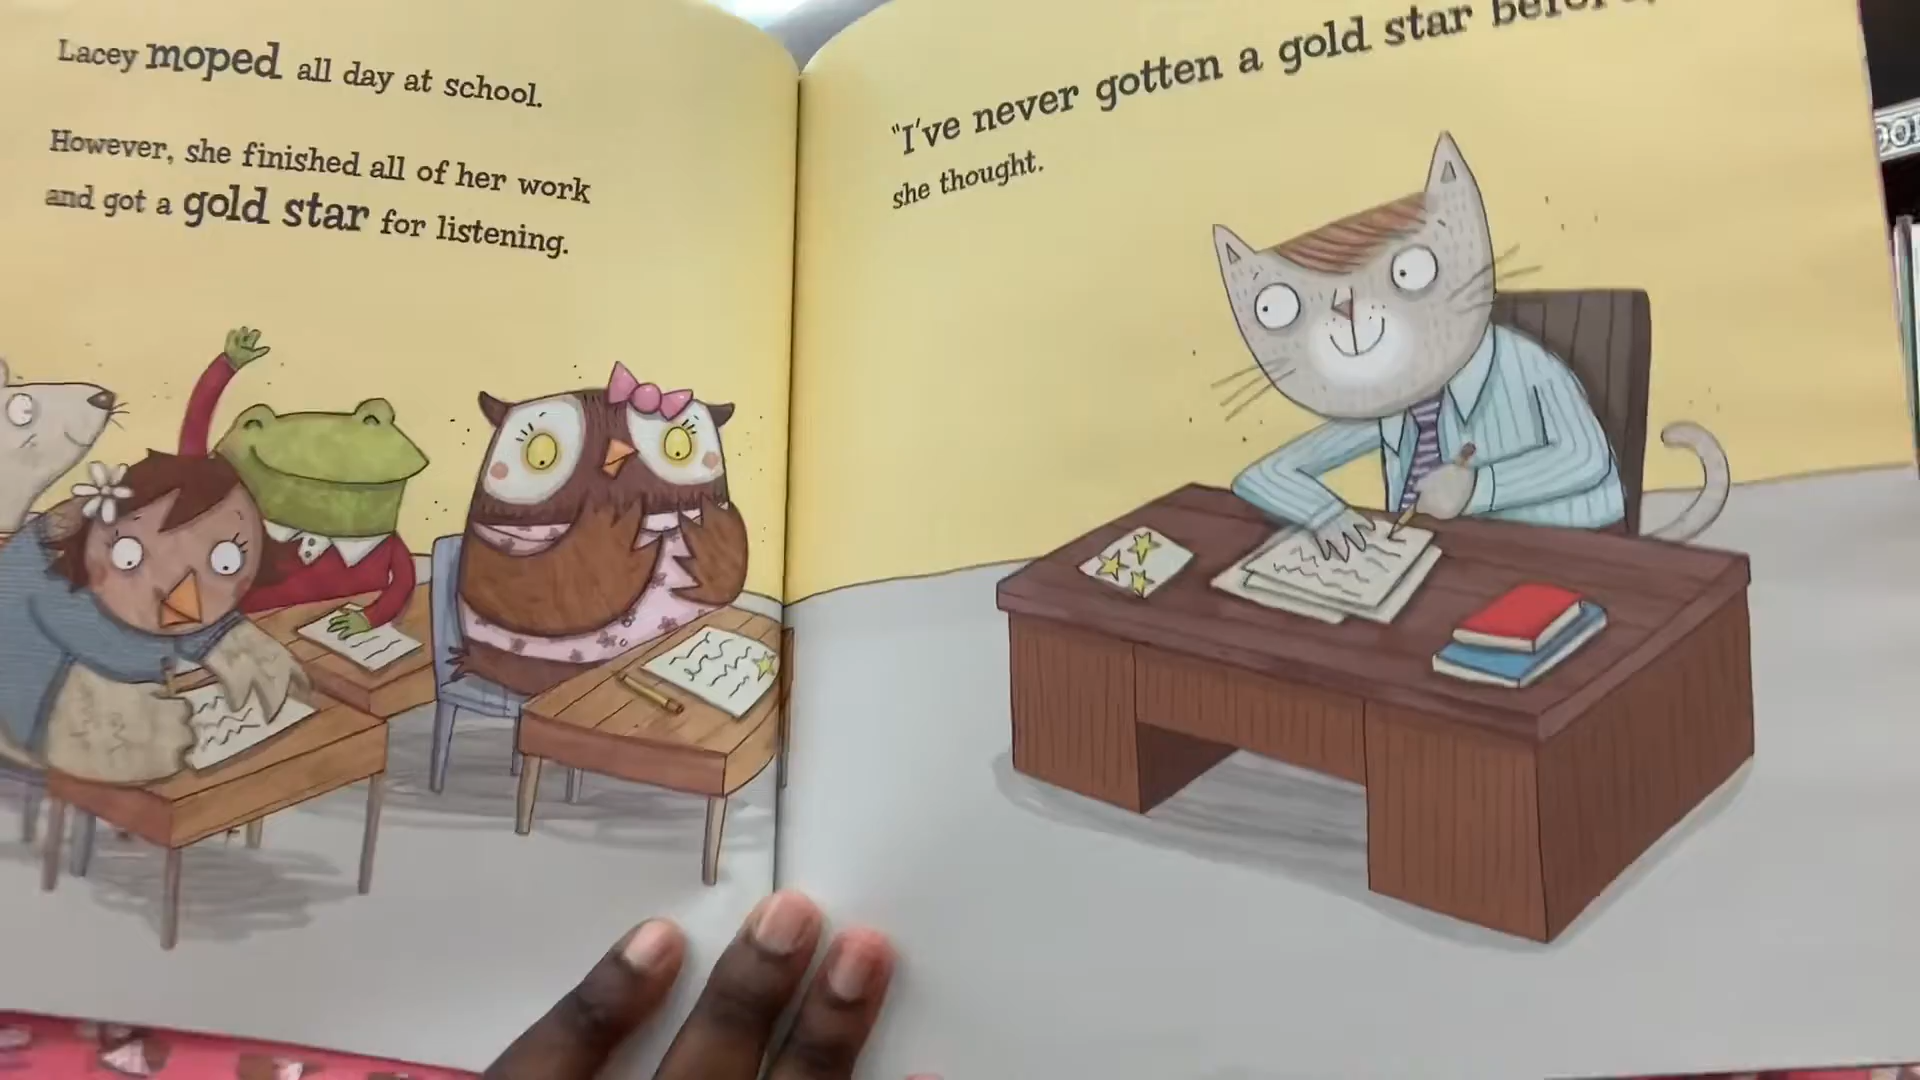 Lacey moped all day at school.
However, she finished all of her work
and got a gold star for listening.
"I've never gotten a gold star
she thought.